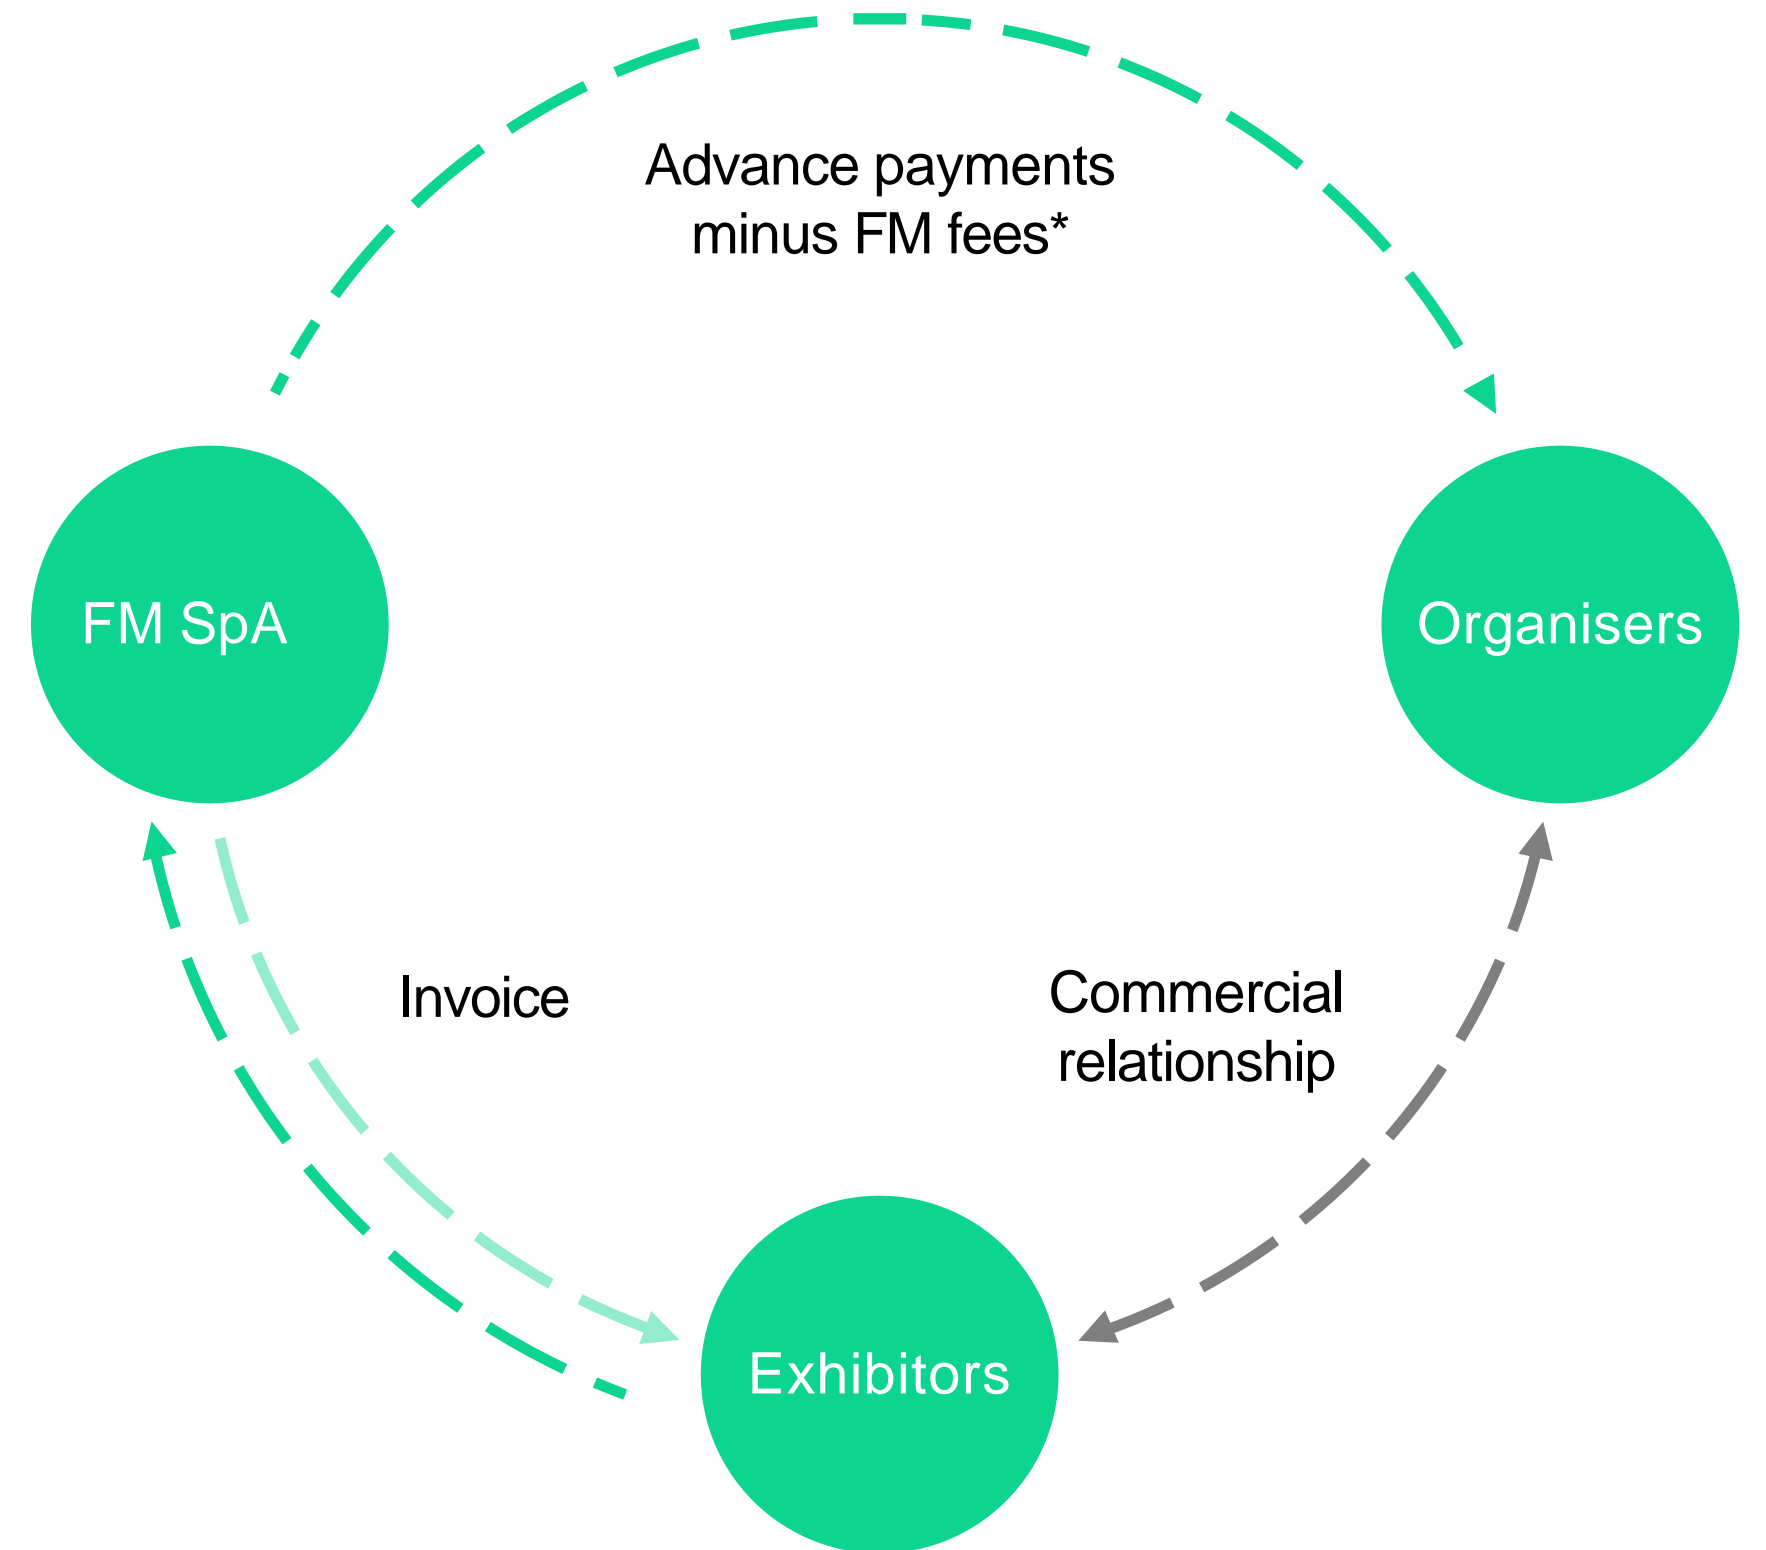 Advance payments
minus FM fees*
FM SpA
Organisers
Invoice
Commercial
relationship
Exhibitors